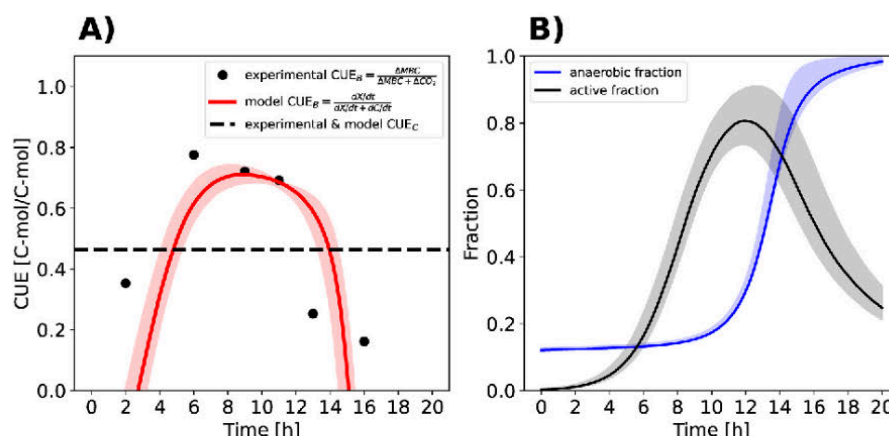 A)
experimental CUE_B = ΔMBC / (ΔMBC + ΔCO₂)
model CUE_B = dX/dt / (dX/dt + dC/dt)
experimental & model CUE_C
CUE [C-mol/C-mol]
1.0
0.8
0.6
0.4
0.2
0.0
0 2 4 6 8 10 12 14 16 18 20
Time [h]
B)
anaerobic fraction
active fraction
Fraction
1.0
0.8
0.6
0.4
0.2
0.0
0 2 4 6 8 10 12 14 16 18 20
Time [h]